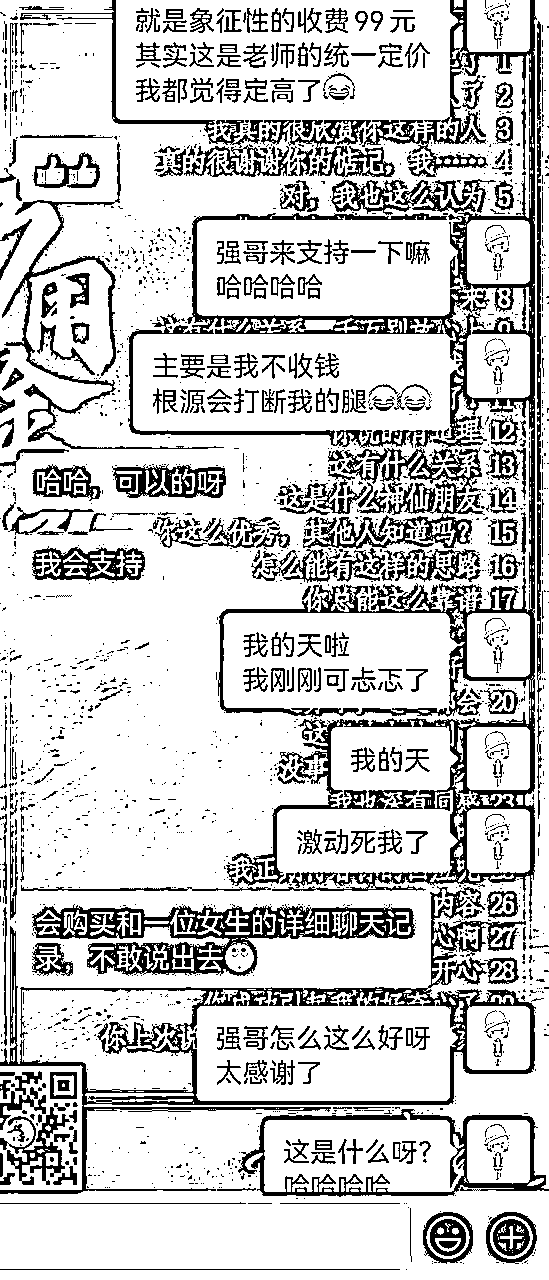 就是象征性的收费99元
其实这是老师的统一定价
我都觉得定高了😂
1
2
我真的很欣赏你这样的人 3
真的很谢谢你的惦记，我…… 4
👍👍
对，我也这么认为 5
强哥来支持一下嘛
哈哈哈哈
来 8
用
主要是我不收钱
根源会打断我的腿😂😂
金
你说的有道理 12
这有什么关系 13
哈哈，可以的呀
这是什么神仙朋友 14
你这么优秀，其他人知道吗？ 15
我会支持
怎么能有这样的思路 16
你总能这么靠谱 17
我的天啦
我刚刚可忐忑了
会 20
我的天
没事
激动死我了
我正
内容 26
会购买和一位女生的详细聊天记
录，不敢说出去
27
开心 28
你上次说
强哥怎么这么好呀
太感谢了
这是什么呀？
哈哈哈哈